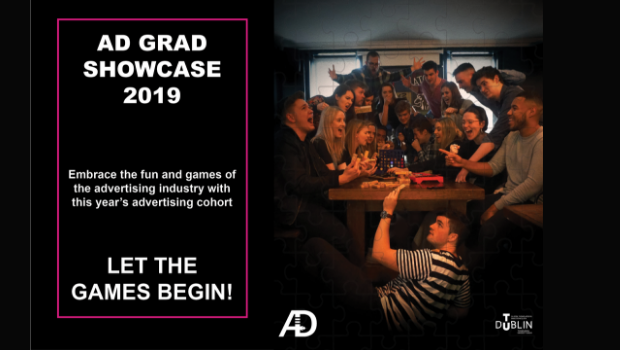 AD GRAD
SHOWCASE
2019
Embrace the fun and games of
the advertising industry with
this year's advertising cohort
LET THE
GAMES BEGIN!
AD
TU
DUBLIN